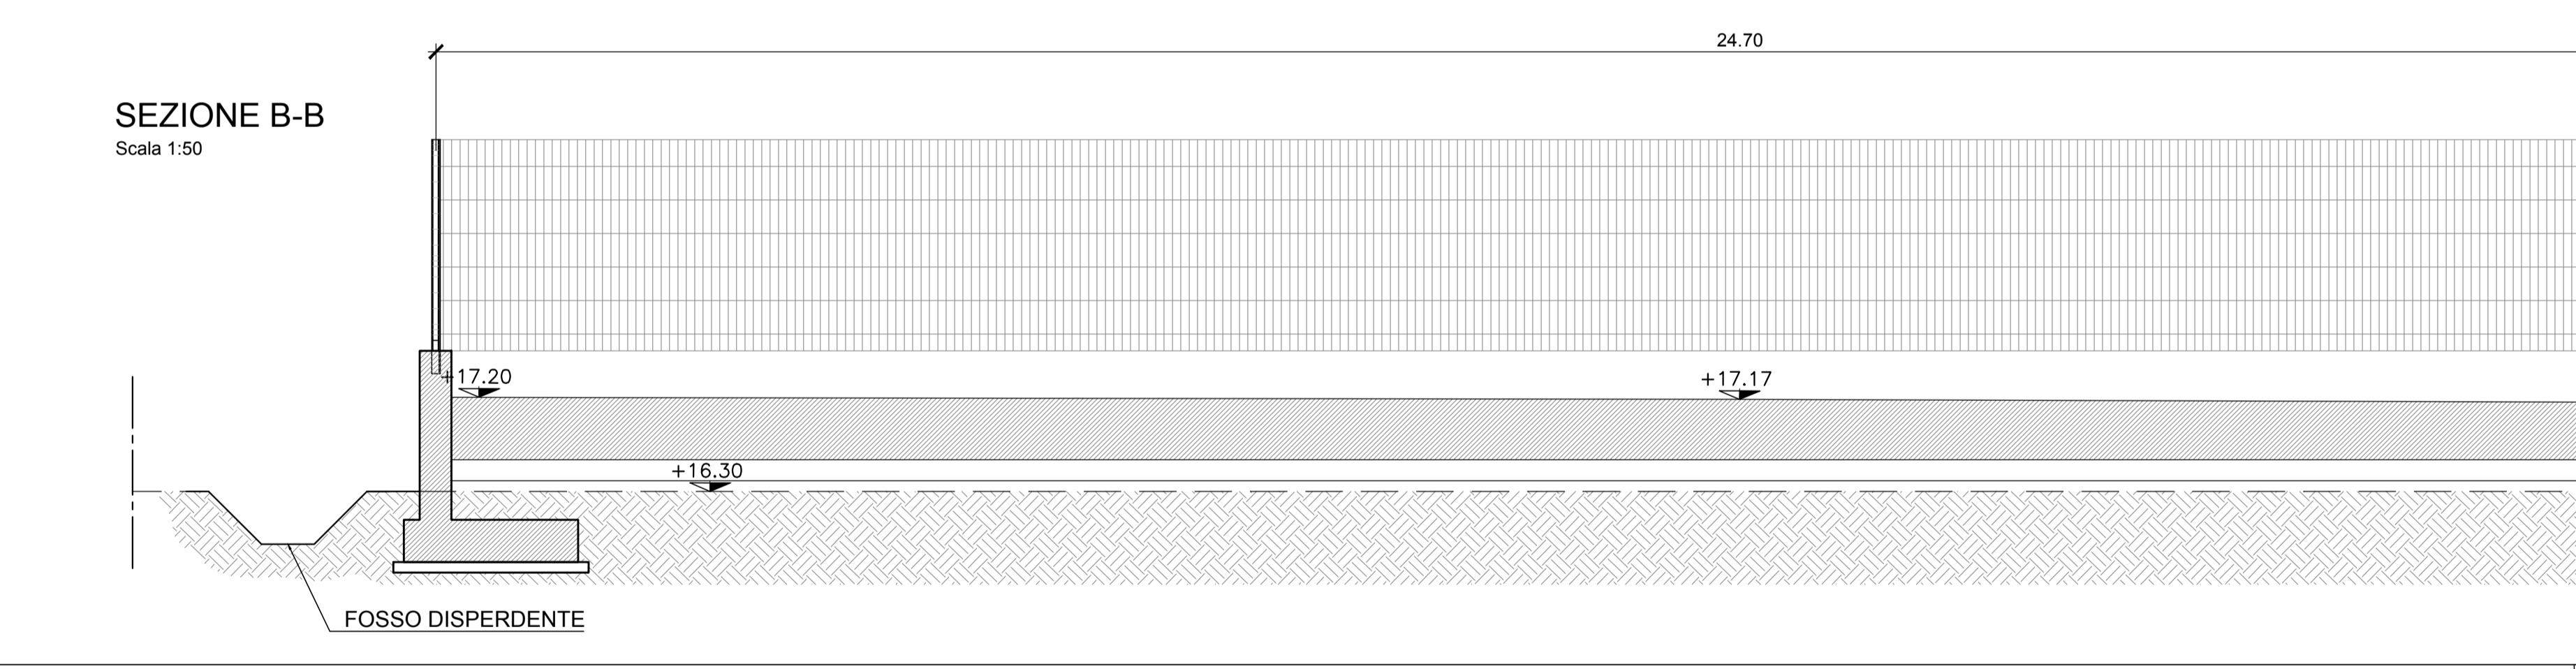 24.70
SEZIONE B-B
Scala 1:50
+17.20
+17.17
+16.30
FOSSO DISPERDENTE